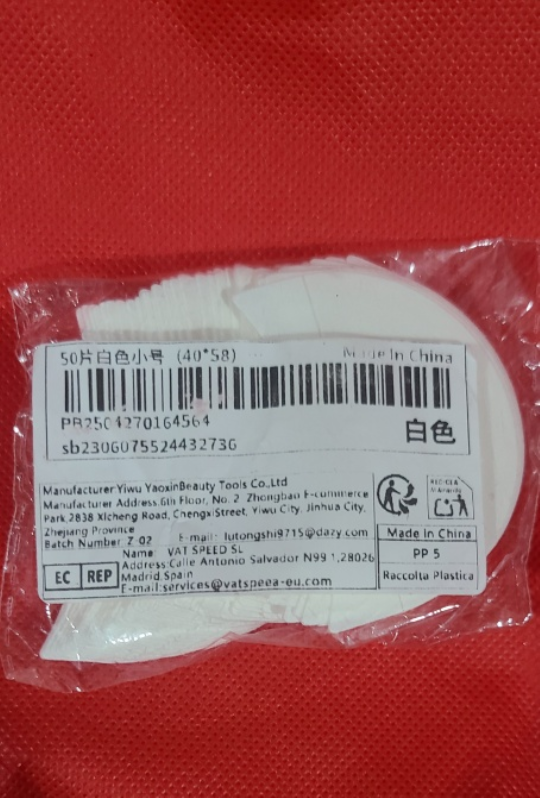 50片白色小号 (40*58)
Made In China
PB2504270164564
sb2306075524432736
白色
Manufacturer:Yiwu YaoxinBeauty Tools Co.,Ltd
Manufacturer Address:6th Floor, No. 2 Zhongbao E-commerce
Park,2838 Xicheng Road, ChengxiStreet, Yiwu City, Jinhua City,
Zhejiang Province
Batch Number Z-02 E-mail: lutongshi9715@dazy.com
EC REP
Name: VAT SPEED SL
Address:Calle Antonio Salvador N99 1,28026
Madrid,Spain
E-mail:services@vatspeea-eu.com
Made in China
PP 5
Raccolta Plastica